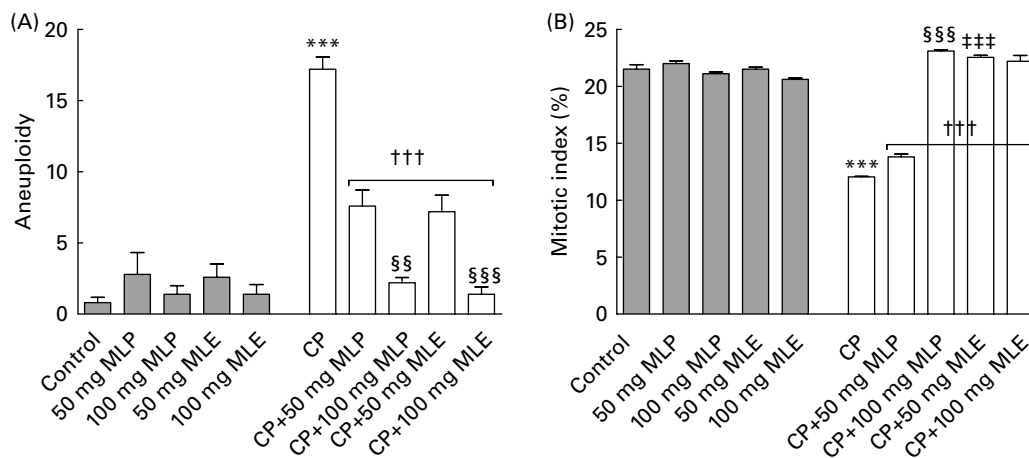 (A)
Aneuploidy
20
15
10
5
0
***
†††
§§
§§§
Control
50 mg MLP
100 mg MLP
50 mg MLE
100 mg MLE
CP
CP+50 mg MLP
CP+100 mg MLP
CP+50 mg MLE
CP+100 mg MLE
(B)
Mitotic index (%)
25
20
15
10
5
0
§§§
‡‡‡
†††
***
Control
50 mg MLP
100 mg MLP
50 mg MLE
100 mg MLE
CP
CP+50 mg MLP
CP+100 mg MLP
CP+50 mg MLE
CP+100 mg MLE